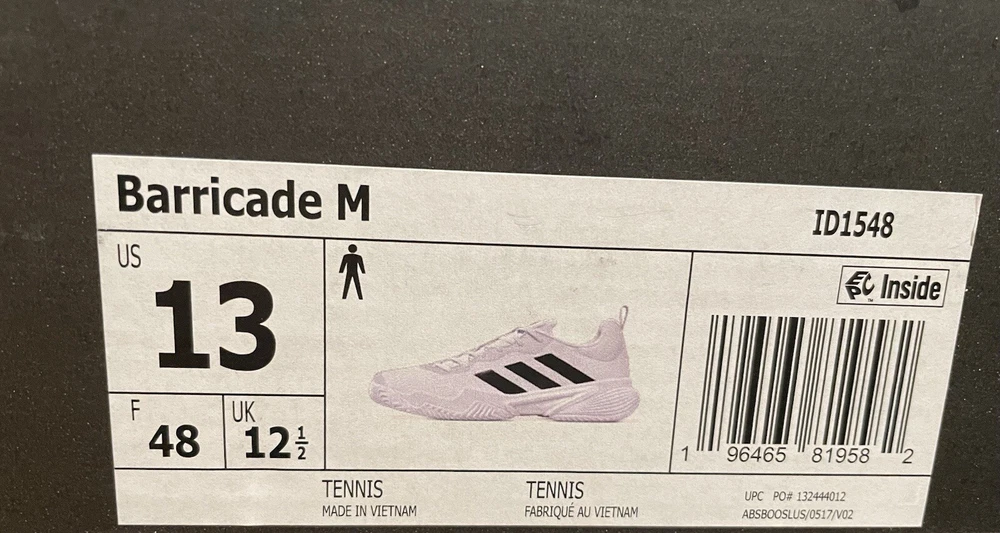 Barricade M
ID1548
US
13
F
48
UK
12 1/2
EPC™ Inside
1 96465 81958 2
TENNIS
MADE IN VIETNAM
TENNIS
FABRIQUÉ AU VIETNAM
UPC PO# 132444012
ABSBOOSLUS/0517/V02